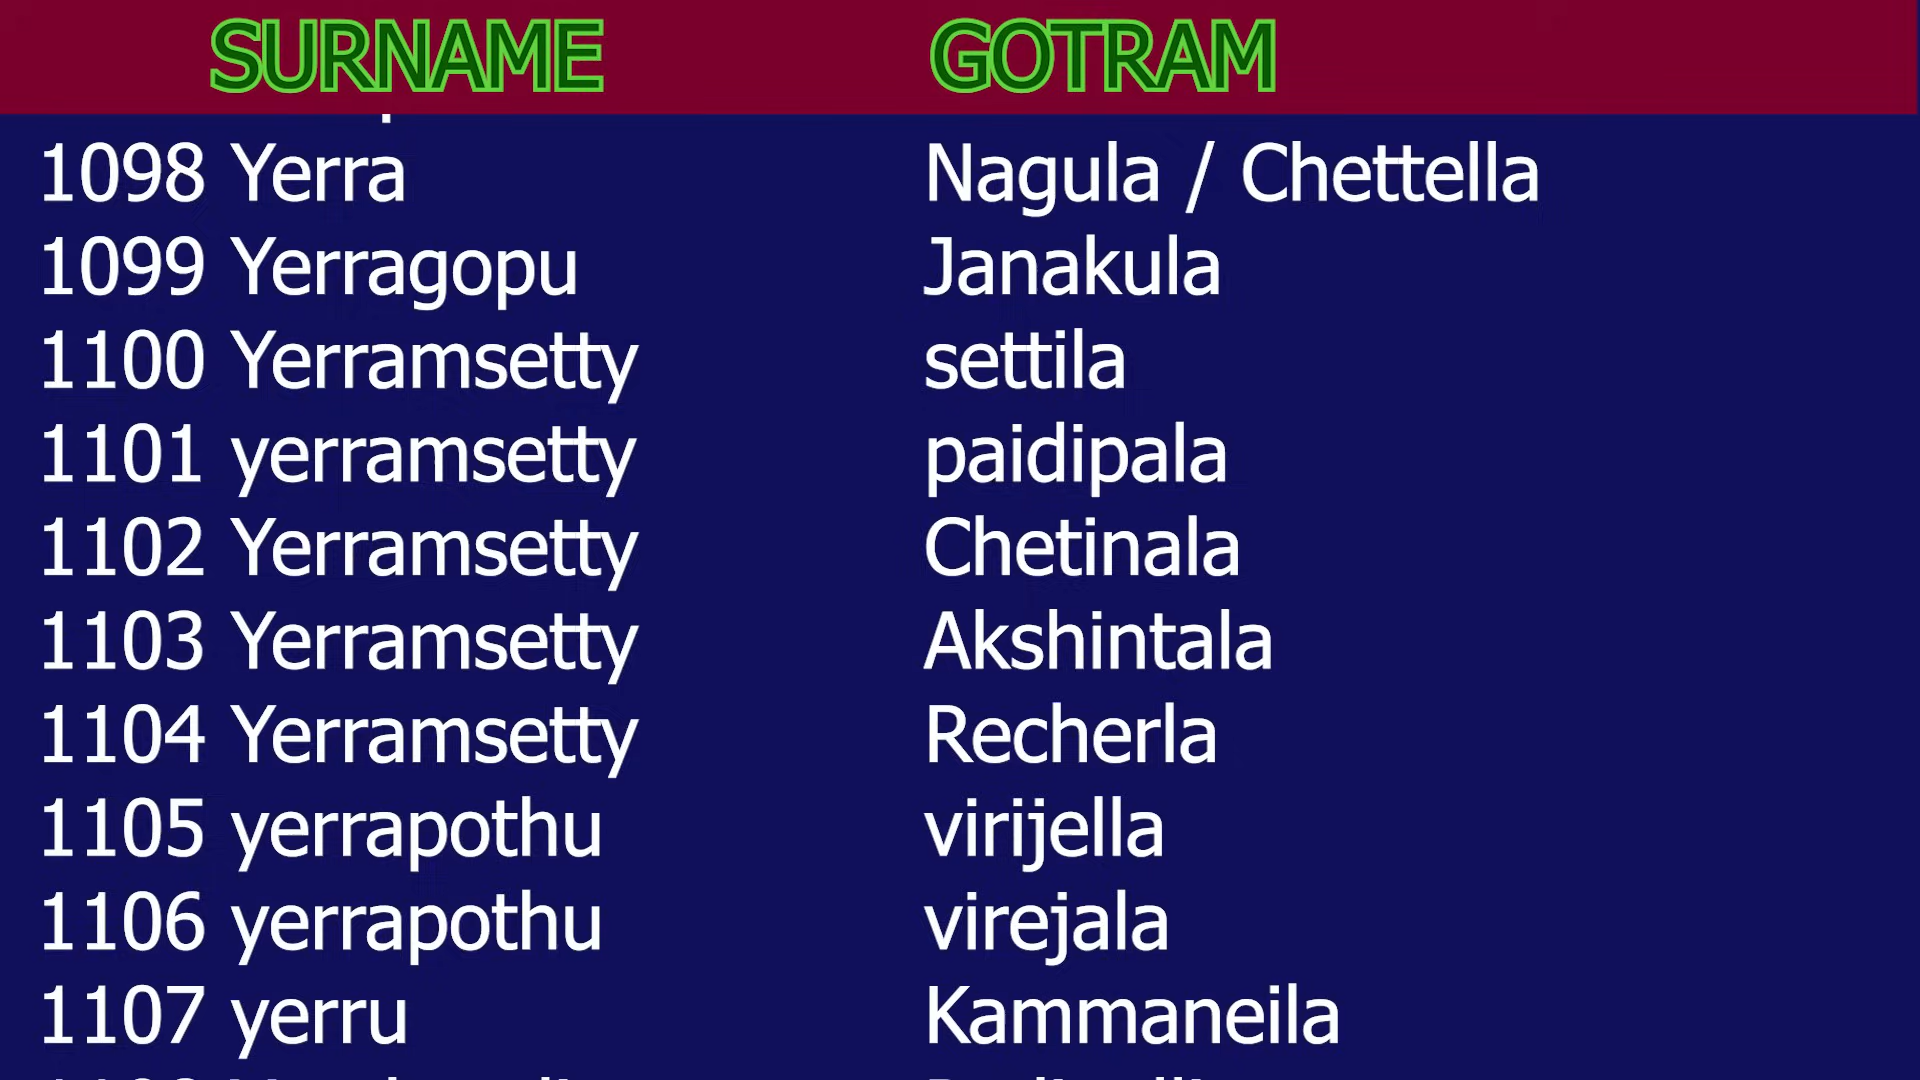 SURNAME GOTRAM
1098 Yerra Nagula / Chettella
1099 Yerragopu Janakula
1100 Yerramsetty settila
1101 yerramsetty paidipala
1102 Yerramsetty Chetinala
1103 Yerramsetty Akshintala
1104 Yerramsetty Recherla
1105 yerrapothu virijella
1106 yerrapothu virejala
1107 yerru Kammaneila